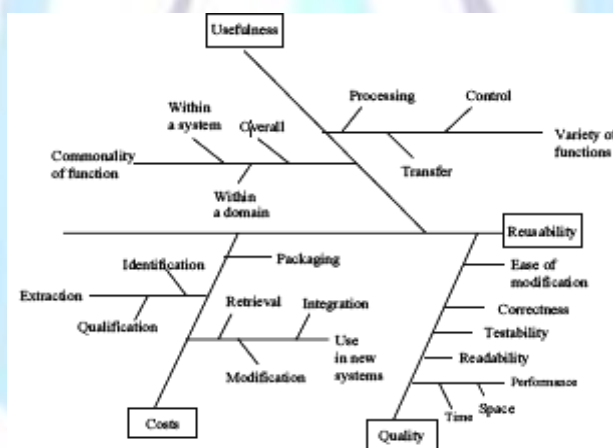 Usefulness
Processing
Control
Within
a system
Overall
Variety of
functions
Commonality
of function
Transfer
Within
a domain
Reusability
Packaging
Identification
Ease of
modification
Extraction
Retrieval
Integration
Correctness
Qualification
Testability
Use
in new
systems
Readability
Modification
Performance
Space
Time
Costs
Quality